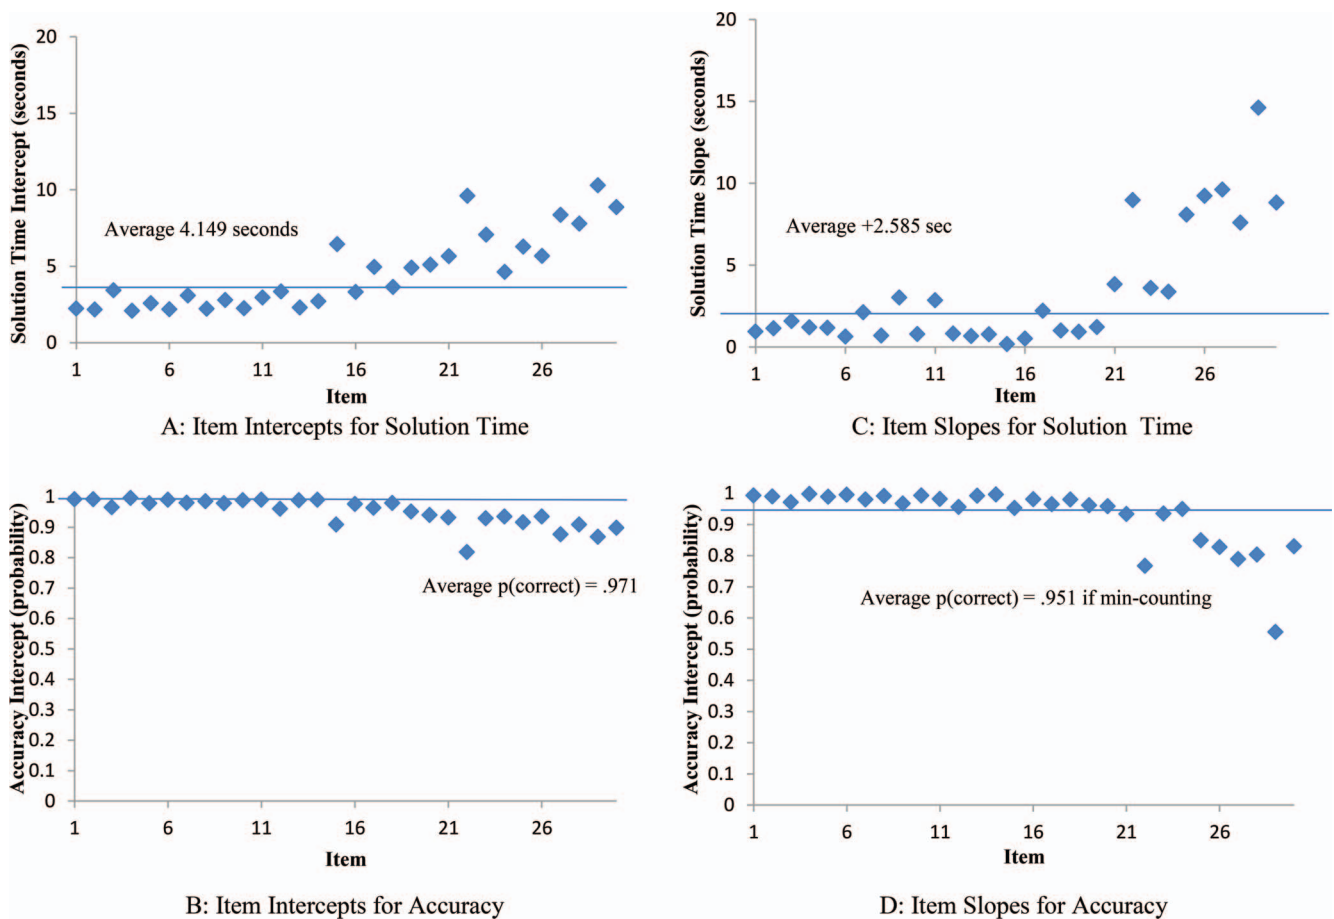 Solution Time Intercept (seconds)
20
15
10
5
0
Average 4.149 seconds
1 6 11 16 21 26
Item
A: Item Intercepts for Solution Time
Solution Time Slope (seconds)
20
15
10
5
0
Average +2.585 sec
1 6 11 16 21 26
Item
C: Item Slopes for Solution Time
Accuracy Intercept (probability)
1
0.9
0.8
0.7
0.6
0.5
0.4
0.3
0.2
0.1
0
Average p(correct) = .971
1 6 11 16 21 26
Item
B: Item Intercepts for Accuracy
Accuracy Intercept (probability)
1
0.9
0.8
0.7
0.6
0.5
0.4
0.3
0.2
0.1
0
Average p(correct) = .951 if min-counting
1 6 11 16 21 26
Item
D: Item Slopes for Accuracy